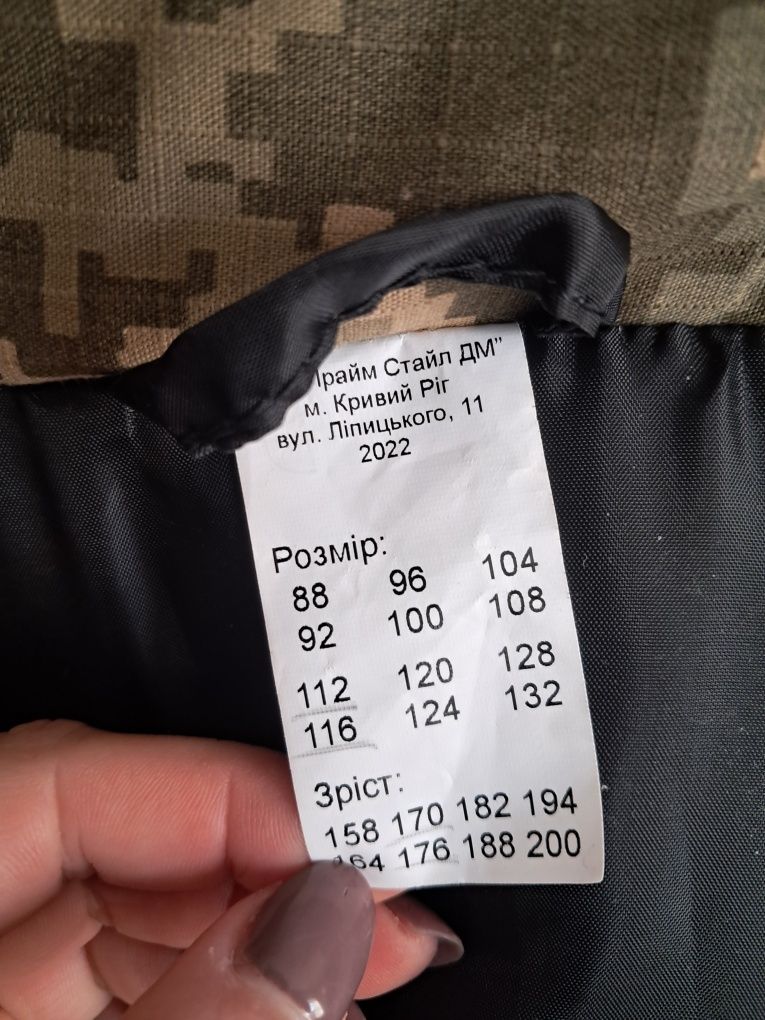 Стайл ДМ"
м. Кривий Ріг
вул. Ліпицького, 11
2022
Розмір:
88 96 104
92 100 108
112 120 128
116 124 132
Зріст:
158 170 182 194
164 176 188 200